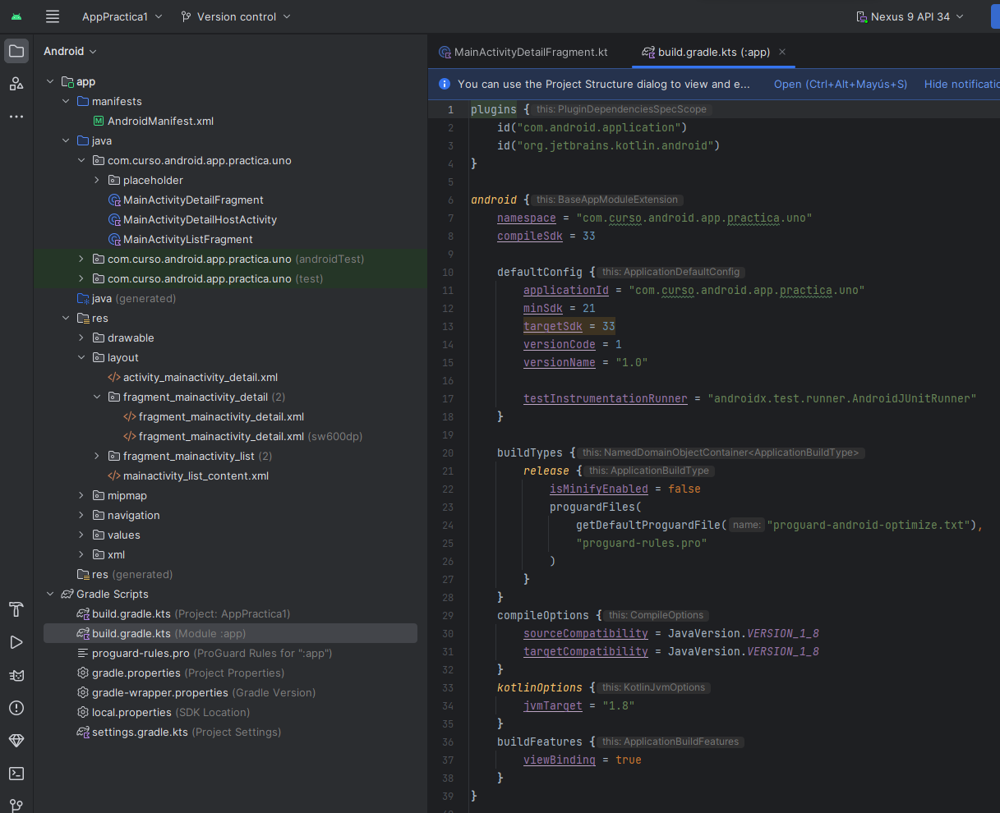 AppPractica1
Version control
Nexus 9 API 34
Android
app
manifests
AndroidManifest.xml
java
com.curso.android.app.practica.uno
placeholder
MainActivityDetailFragment
MainActivityDetailHostActivity
MainActivityListFragment
com.curso.android.app.practica.uno (androidTest)
com.curso.android.app.practica.uno (test)
java (generated)
res
drawable
layout
activity_mainactivity_detail.xml
fragment_mainactivity_detail (2)
fragment_mainactivity_detail.xml
fragment_mainactivity_detail.xml (sw600dp)
fragment_mainactivity_list (2)
mainactivity_list_content.xml
mipmap
navigation
values
xml
res (generated)
Gradle Scripts
build.gradle.kts (Project: AppPractica1)
build.gradle.kts (Module :app)
proguard-rules.pro (ProGuard Rules for ":app")
gradle.properties (Project Properties)
gradle-wrapper.properties (Gradle Version)
local.properties (SDK Location)
settings.gradle.kts (Project Settings)
MainActivityDetailFragment.kt
build.gradle.kts (:app)
You can use the Project Structure dialog to view and e... Open (Ctrl+Alt+Mayús+S) Hide notificatio
1 plugins { this: PluginDependenciesSpecScope
2 id("com.android.application")
3 id("org.jetbrains.kotlin.android")
4 }
5
6 android { this: BaseAppModuleExtension
7 namespace = "com.curso.android.app.practica.uno"
8 compileSdk = 33
9
10 defaultConfig { this: ApplicationDefaultConfig
11 applicationId = "com.curso.android.app.practica.uno"
12 minSdk = 21
13 targetSdk = 33
14 versionCode = 1
15 versionName = "1.0"
16
17 testInstrumentationRunner = "androidx.test.runner.AndroidJUnitRunner"
18 }
19
20 buildTypes { this: NamedDomainObjectContainer<ApplicationBuildType>
21 release { this: ApplicationBuildType
22 isMinifyEnabled = false
23 proguardFiles(
24 getDefaultProguardFile( name: "proguard-android-optimize.txt"),
25 "proguard-rules.pro"
26 )
27 }
28 }
29 compileOptions { this: CompileOptions
30 sourceCompatibility = JavaVersion.VERSION_1_8
31 targetCompatibility = JavaVersion.VERSION_1_8
32 }
33 kotlinOptions { this: KotlinJvmOptions
34 jvmTarget = "1.8"
35 }
36 buildFeatures { this: ApplicationBuildFeatures
37 viewBinding = true
38 }
39 }